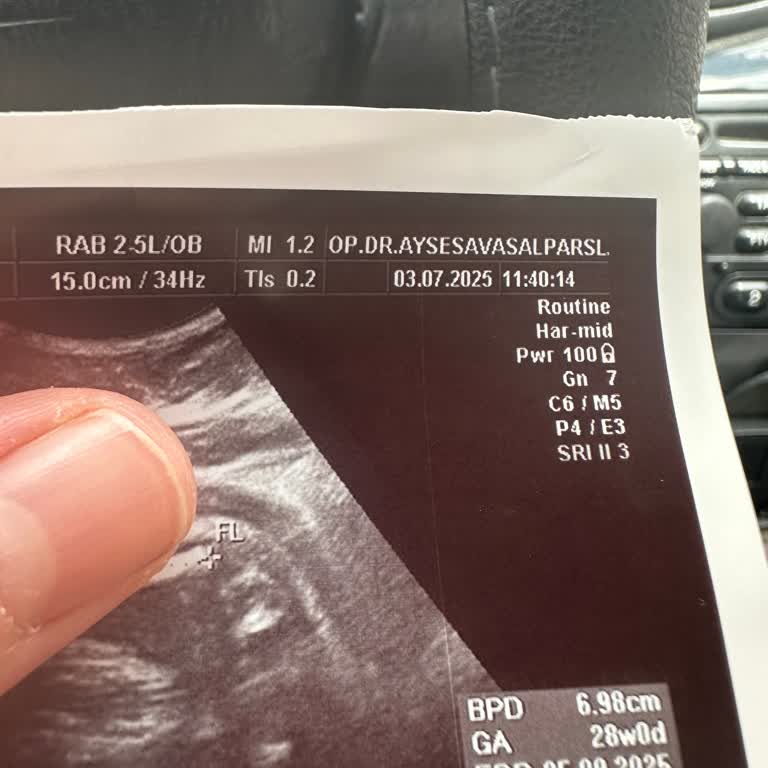 RAB 2-5L/OB MI 1.2 OP.DR.AYSESAVASALPARSL.
15.0cm / 34Hz TIs 0.2 03.07.2025 11:40:14
Routine
Har-mid
Pwr 100
Gn 7
C6 / M5
P4 / E3
SRI II 3
FL
BPD 6.98cm
GA 28w0d
2025